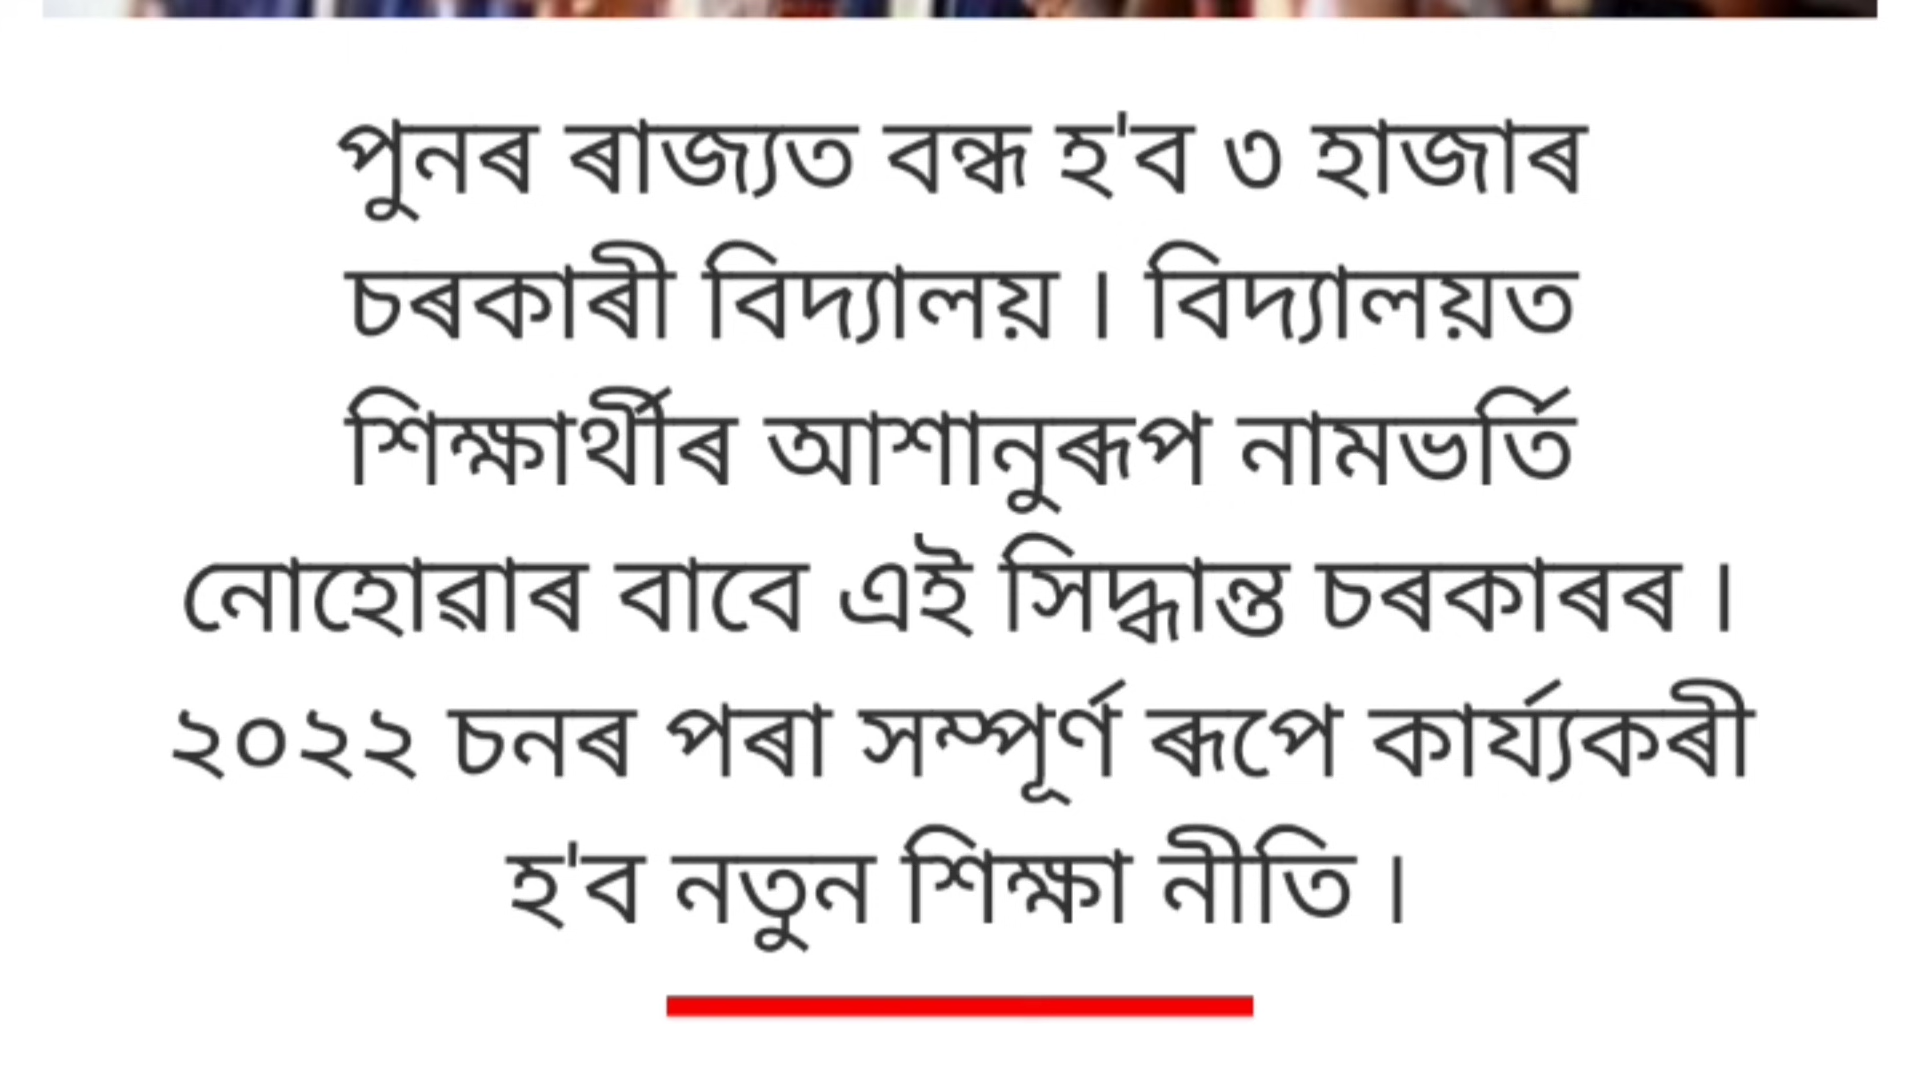 পুনৰ ৰাজ্যত বন্ধ হ'ব ৩ হাজাৰ
চৰকাৰী বিদ্যালয় । বিদ্যালয়ত
শিক্ষাৰ্থীৰ আশানুৰূপ নামভৰ্তি
নোহোৱাৰ বাবে এই সিদ্ধান্ত চৰকাৰৰ ।
২০২২ চনৰ পৰা সম্পূৰ্ণ ৰূপে কাৰ্য্যকৰী
হ'ব নতুন শিক্ষা নীতি ।